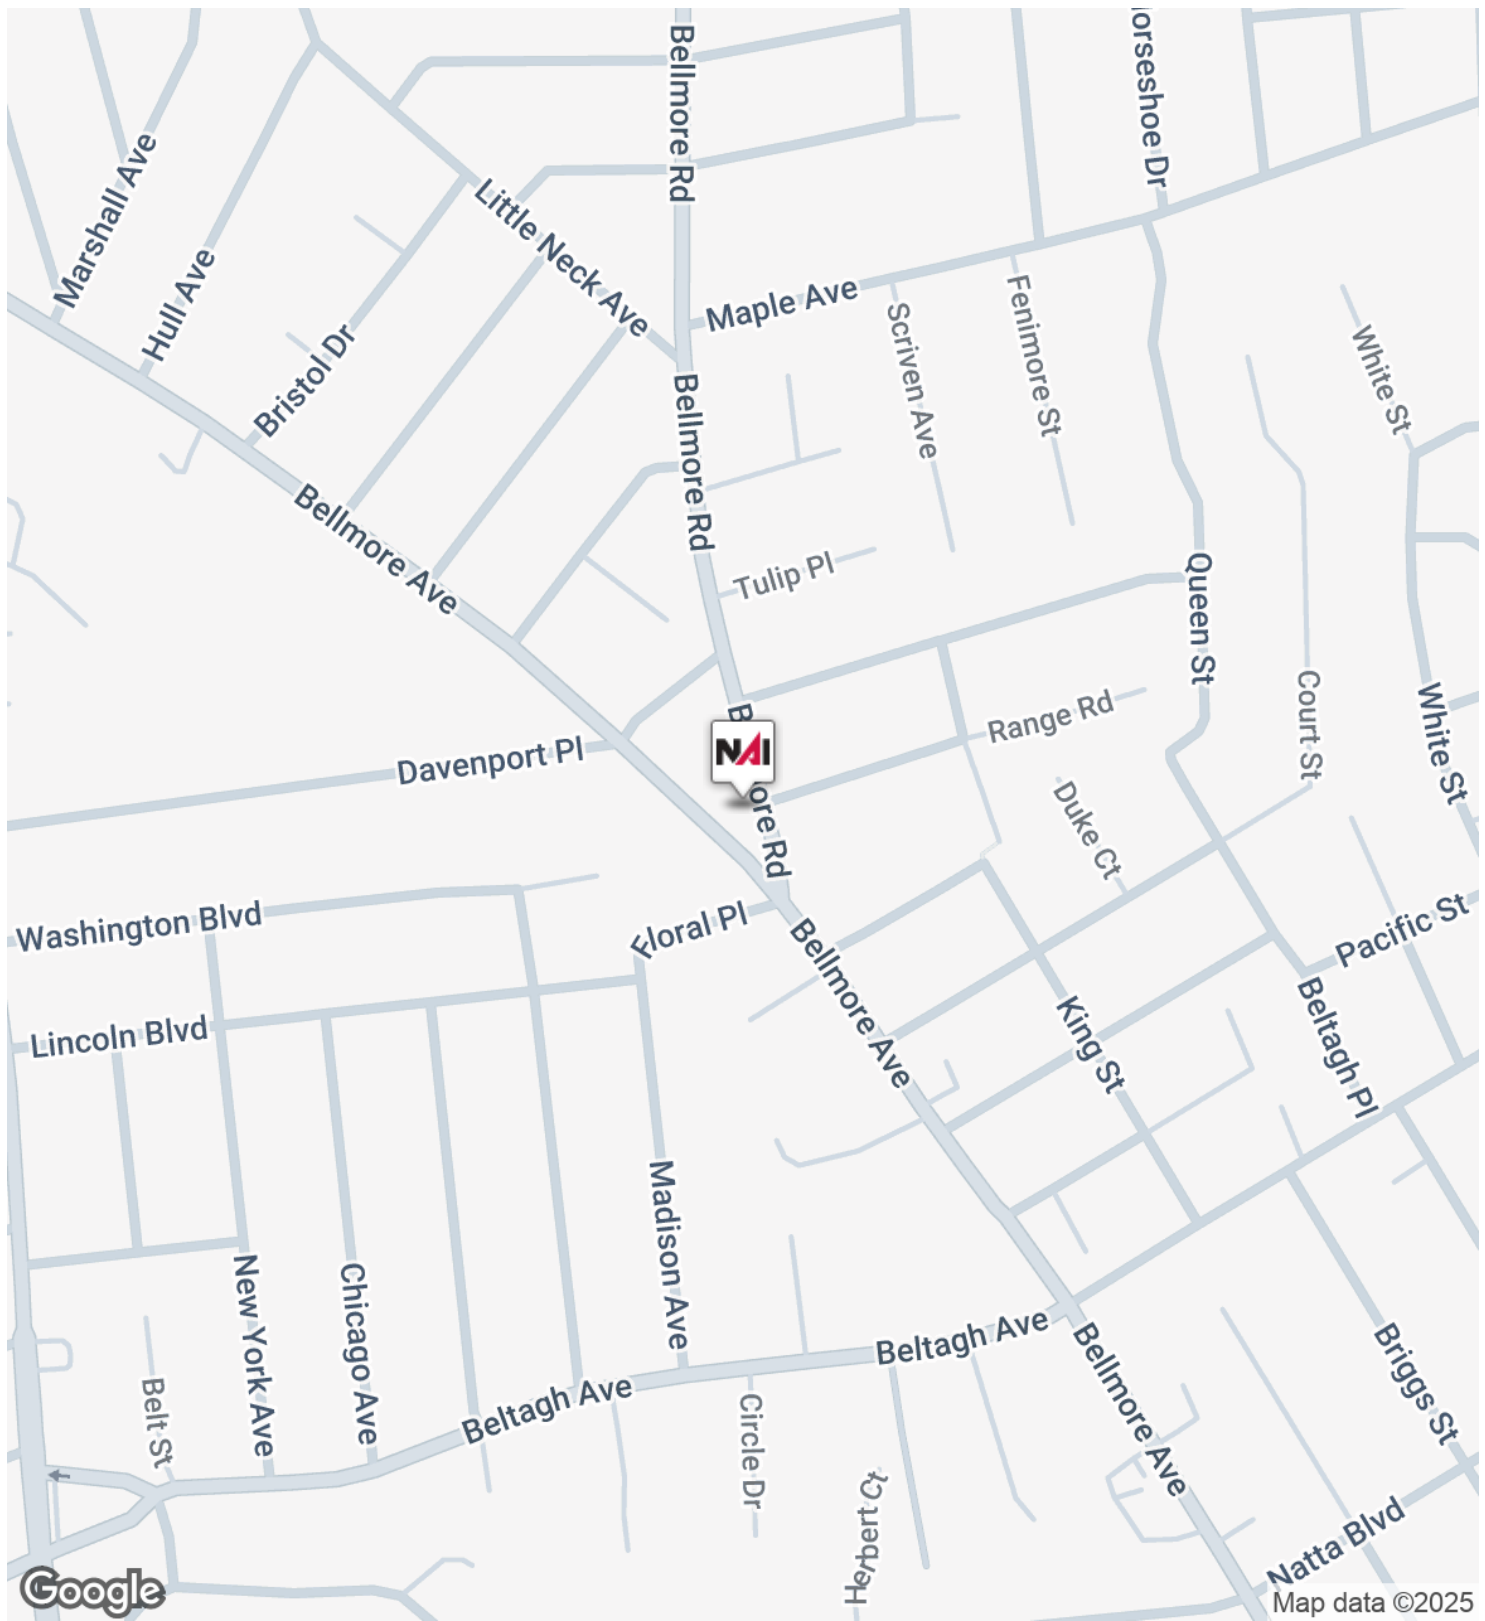 Bellmore Rd
orseshoe Dr
Marshall Ave
Little Neck Ave
Hull Ave
Maple Ave
Fenimore St
Scriven Ave
White St
Bristol Dr
Bellmore Rd
Bellmore Ave
Tulip Pl
Queen St
Court St
White St
Range Rd
B
NAI
ore Rd
Davenport Pl
Duke Ct
Washington Blvd
Floral Pl
Pacific St
Bellmore Ave
Lincoln Blvd
King St
Beltagh Pl
Madison Ave
New York Ave
Chicago Ave
Beltagh Ave
Bellmore Ave
Briggs St
Belt St
Beltagh Ave
Circle Dr
Herbert Ct
Natta Blvd
Google
Map data ©2025